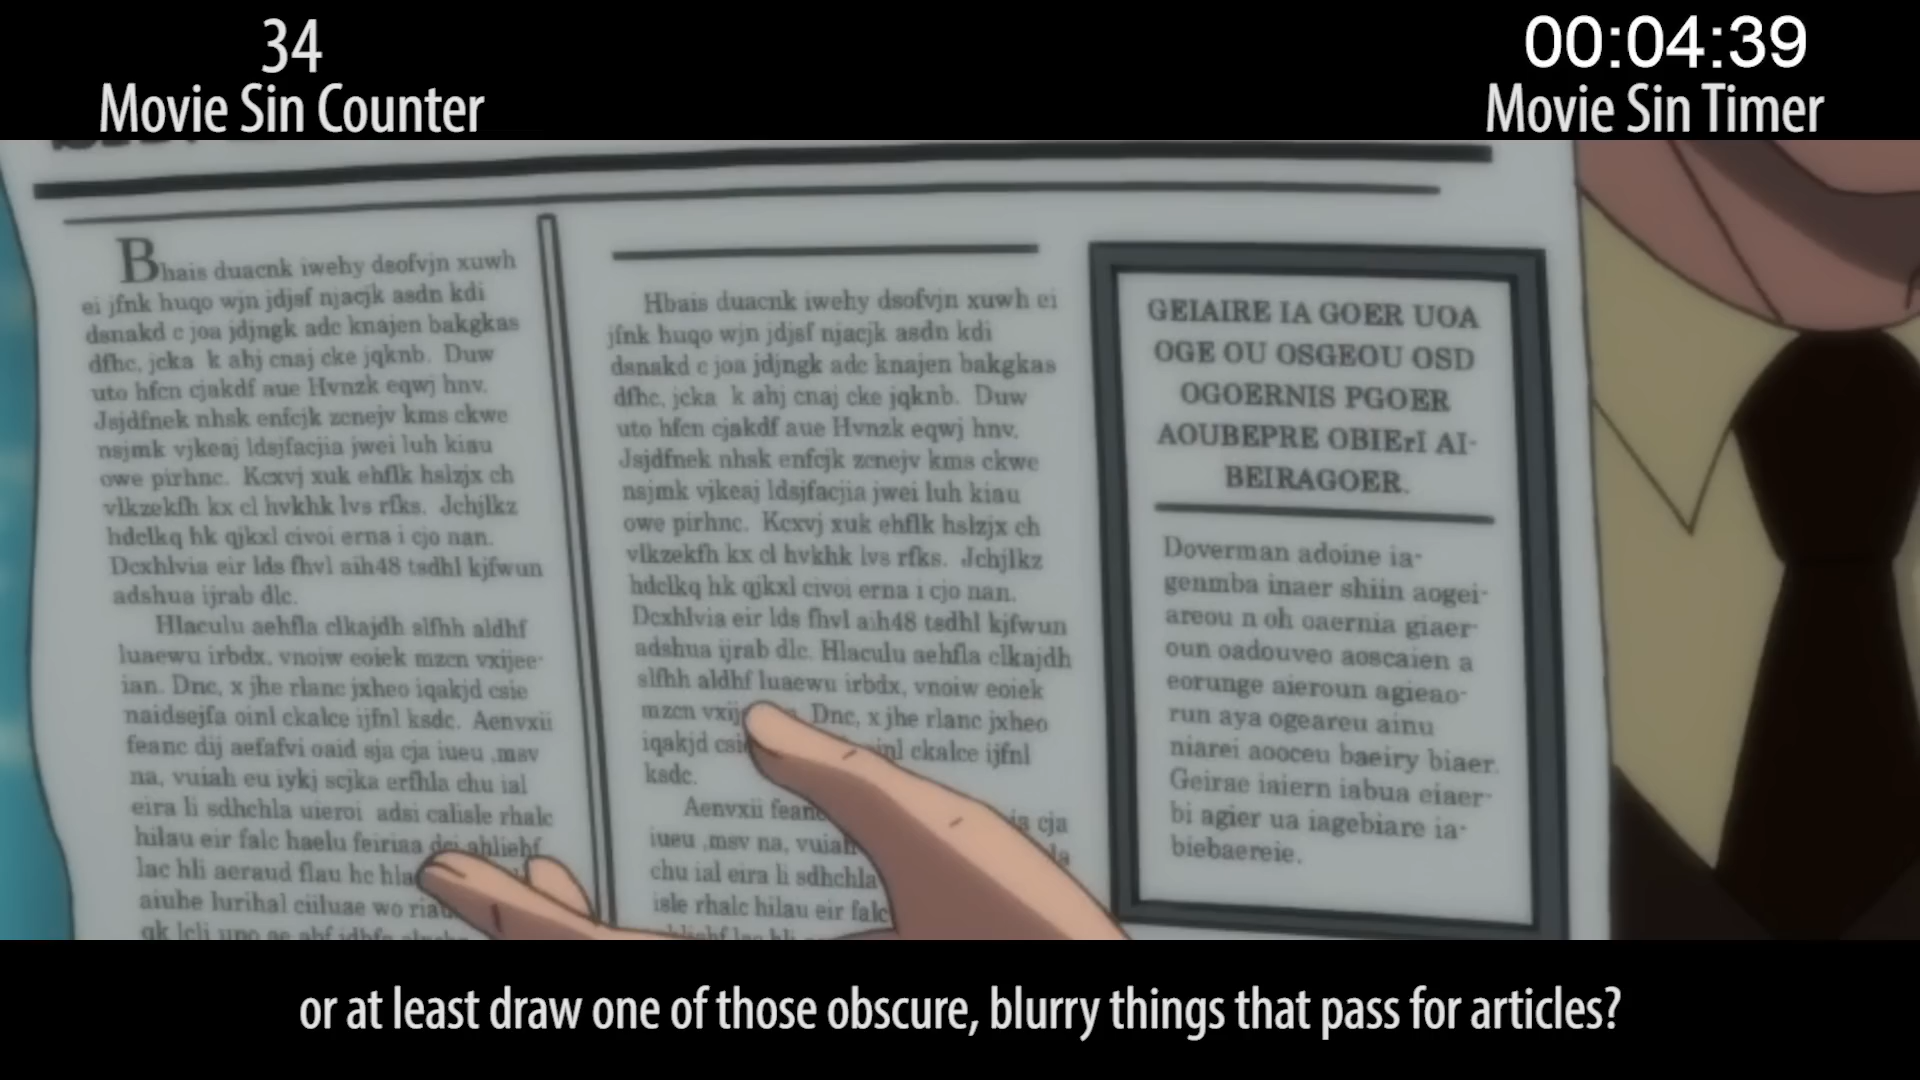 34
Movie Sin Counter
00:04:39
Movie Sin Timer
Bhais duacnk iwehy dsofvjn xuwh
ei jfnk huqo wjn jdjsf njacjk asdn kdi
dsnakd c joa jdjngk adc knajen bakgkas
dfhc, jcka k ahj cnaj cke jqknb. Duw
uto hfcn cjakdf aue Hvnzk eqwj hnv.
Jsjdfnek nhsk enfcjk zcnejv kms ckwe
nsjmk vjkeaj ldsjfacjia jwei luh kiau
owe pirhnc. Kcxvj xuk ehflk hslzjx ch
vlkzekfh kx cl hvkhk lvs rfks. Jchjlkz
hdclkq hk qjkxl civoi erna i cjo nan.
Dcxhlvia eir lds fhvl aih48 tsdhl kjfwun
adshua ijrab dlc.
Hlaculu aehfla clkajdh slfhh aldhf
luaewu irbdx, vnoiw eoiek mzcn vxijee-
ian. Dnc, x jhe rlanc jxheo iqakjd csie
naidsejfa oinl ckalce ijfnl ksdc. Aenvxii
feanc dij aefafvi oaid sja cja iueu .msv
na, vuiah eu iykj scjka erfhla chu ial
eira li sdhchla uieroi adsi calisle rhalc
hilau eir falc haelu feiriaa dci ahliehf
lac hli aeraud flau hc
aiuhe lurihal ciiluae wo
Hbais duacnk iwehy dsofvjn xuwh ei
jfnk huqo wjn jdjsf njacjk asdn kdi
dsnakd c joa jdjngk adc knajen bakgkas
dfhc, jcka k ahj cnaj cke jqknb. Duw
uto hfcn cjakdf aue Hvnzk eqwj hnv.
Jsjdfnek nhsk enfcjk zcnejv kms ckwe
nsjmk vjkeaj ldsjfacjia jwei luh kiau
owe pirhnc. Kcxvj xuk ehflk hslzjx ch
vlkzekfh kx cl hvkhk lvs rfks. Jchjlkz
hdclkq hk qjkxl civoi erna i cjo nan.
Dcxhlvia eir lds fhvl aih48 tsdhl kjfwun
adshua ijrab dlc. Hlaculu aehfla clkajdh
slfhh aldhf luaewu irbdx, vnoiw eoiek
mzcn Dnc, x jhe rlanc jxheo
iqakjd ckalce ijfnl
ksdc.
Aenvxii cja
iueu ,msv na,
chu ial eira li sdhchla
isle rhalc hilau eir falc
GEIAIRE IA GOER UOA
OGE OU OSGEOU OSD
OGOERNIS PGOER
AOUBEPRE OBIErI AI-
BEIRAGOER.
Doverman adoine ia-
genmba inaer shiin aogei-
areou n oh oaernia giaer-
oun oadouveo aoscaien a
eorunge aieroun agieao-
run aya ogeareu ainu
niarei aooceu baeiry biaer.
Geirae iaiern iabua eiaer-
bi agier ua iagebiare ia-
biebaereie.
or at least draw one of those obscure, blurry things that pass for articles?